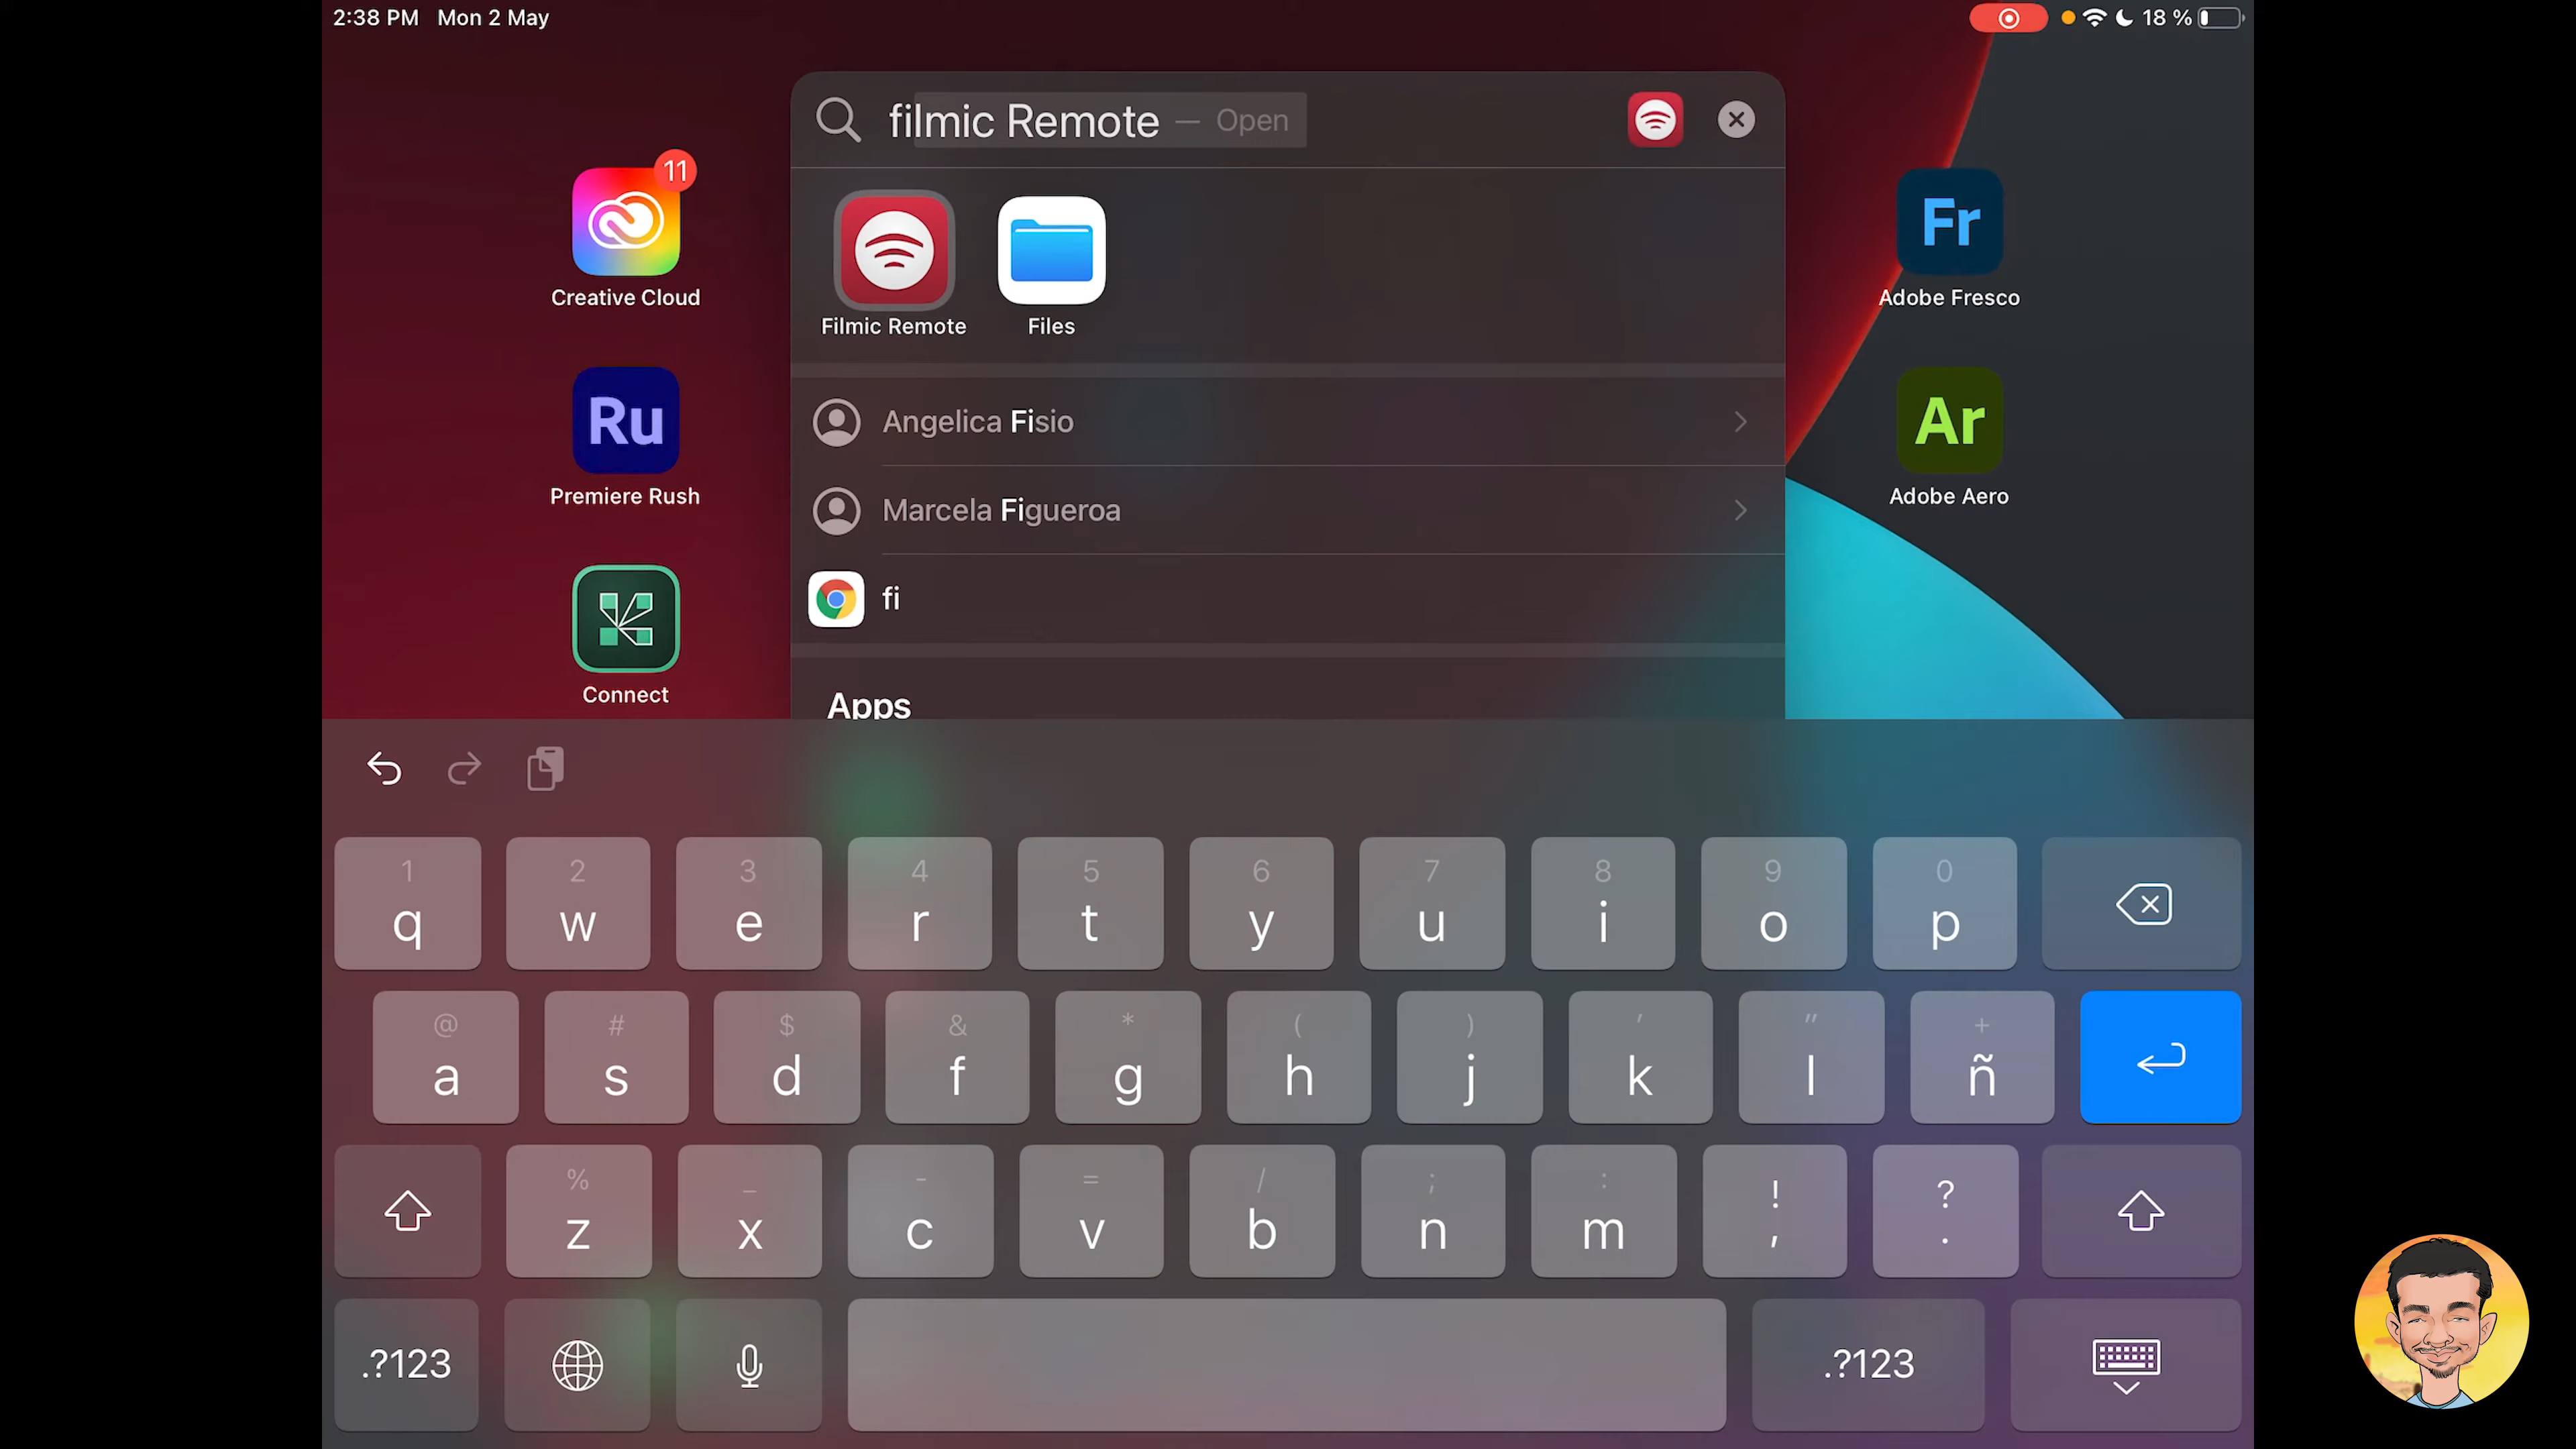 2:38 PM Mon 2 May
18 %
filmic Remote — Open
11
Creative Cloud
Filmic Remote
Files
Fr
Adobe Fresco
Angelica Fisio
Ru
Premiere Rush
Ar
Adobe Aero
Marcela Figueroa
fi
Connect
Apps
1 2 3 4 5 6 7 8 9 0
q w e r t y u i o p
@ # $ & * ( ) ' " +
a s d f g h j k l ñ
% _ - = / ; : ! ?
z x c v b n m , .
.?123 .?123